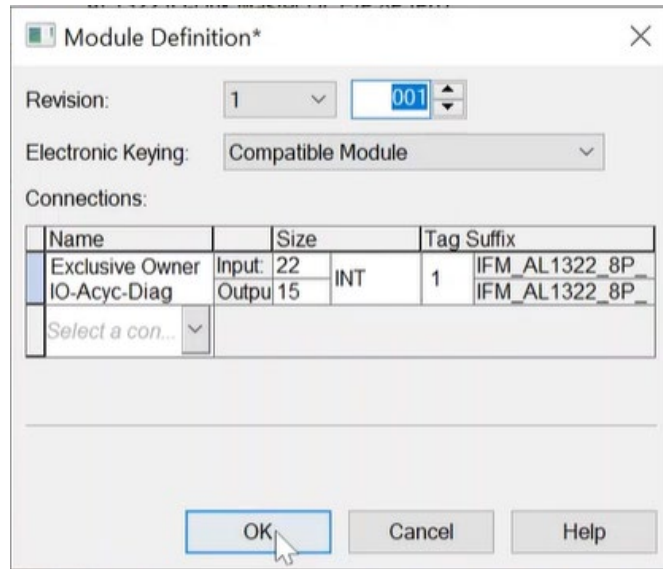 Module Definition*
Revision: 1 001
Electronic Keying: Compatible Module
Connections:
Name Size Tag Suffix
Exclusive Owner Input: 22 INT 1 IFM_AL1322_8P_
IO-Acyc-Diag Outpu 15 IFM_AL1322_8P_
Select a con...
OK Cancel Help